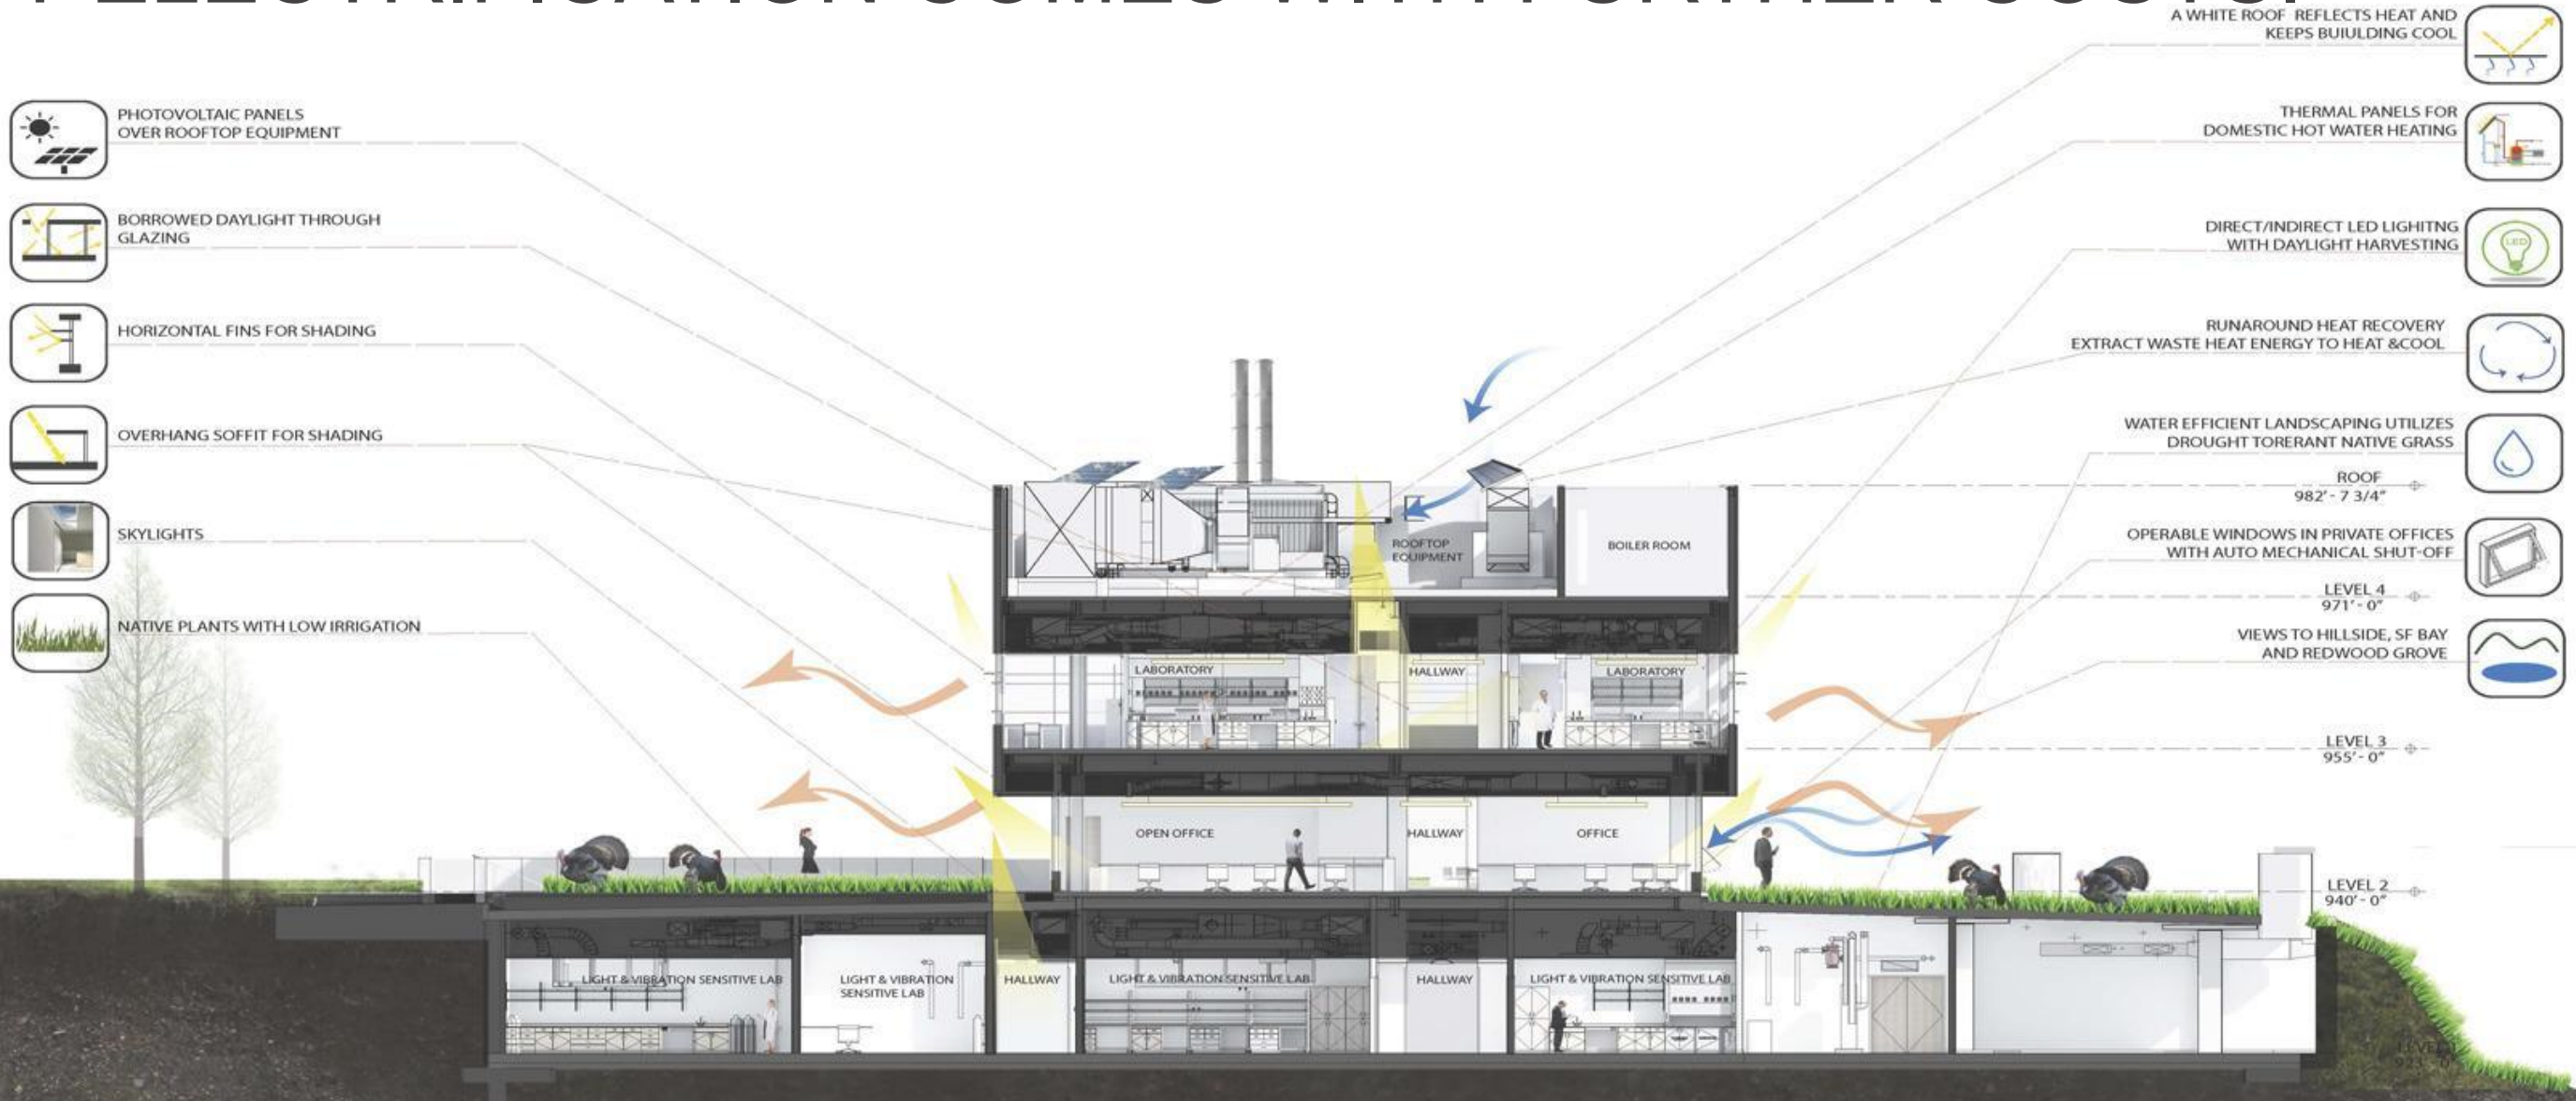 ELECTRIFICATION COMES WITH FURTHER COSTS:
PHOTOVOLTAIC PANELS
OVER ROOFTOP EQUIPMENT
BORROWED DAYLIGHT THROUGH
GLAZING
HORIZONTAL FINS FOR SHADING
OVERHANG SOFFIT FOR SHADING
SKYLIGHTS
NATIVE PLANTS WITH LOW IRRIGATION
A WHITE ROOF REFLECTS HEAT AND
KEEPS BUIULDING COOL
THERMAL PANELS FOR
DOMESTIC HOT WATER HEATING
DIRECT/INDIRECT LED LIGHITNG
WITH DAYLIGHT HARVESTING
LED
RUNAROUND HEAT RECOVERY
EXTRACT WASTE HEAT ENERGY TO HEAT &COOL
WATER EFFICIENT LANDSCAPING UTILIZES
DROUGHT TORERANT NATIVE GRASS
ROOF
982' - 7 3/4"
OPERABLE WINDOWS IN PRIVATE OFFICES
WITH AUTO MECHANICAL SHUT-OFF
LEVEL 4
971' - 0"
VIEWS TO HILLSIDE, SF BAY
AND REDWOOD GROVE
LEVEL 3
955' - 0"
LEVEL 2
940' - 0"
ROOFTOP
EQUIPMENT
BOILER ROOM
LABORATORY
HALLWAY
LABORATORY
OPEN OFFICE
HALLWAY
OFFICE
LIGHT & VIBRATION SENSITIVE LAB
LIGHT & VIBRATION
SENSITIVE LAB
HALLWAY
LIGHT & VIBRATION SENSITIVE LAB
HALLWAY
LIGHT & VIBRATION SENSITIVE LAB